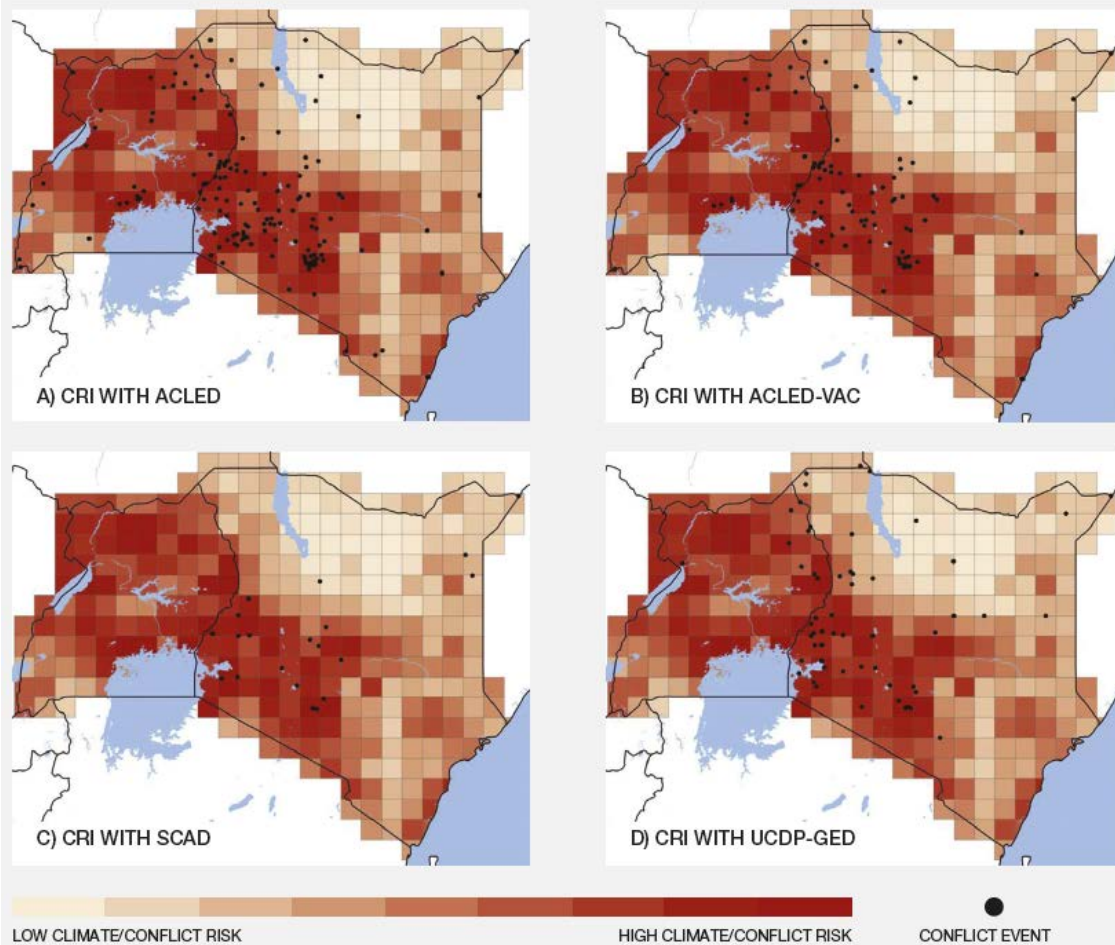 A) CRI WITH ACLED
B) CRI WITH ACLED-VAC
C) CRI WITH SCAD
D) CRI WITH UCDP-GED
LOW CLIMATE/CONFLICT RISK
HIGH CLIMATE/CONFLICT RISK
CONFLICT EVENT